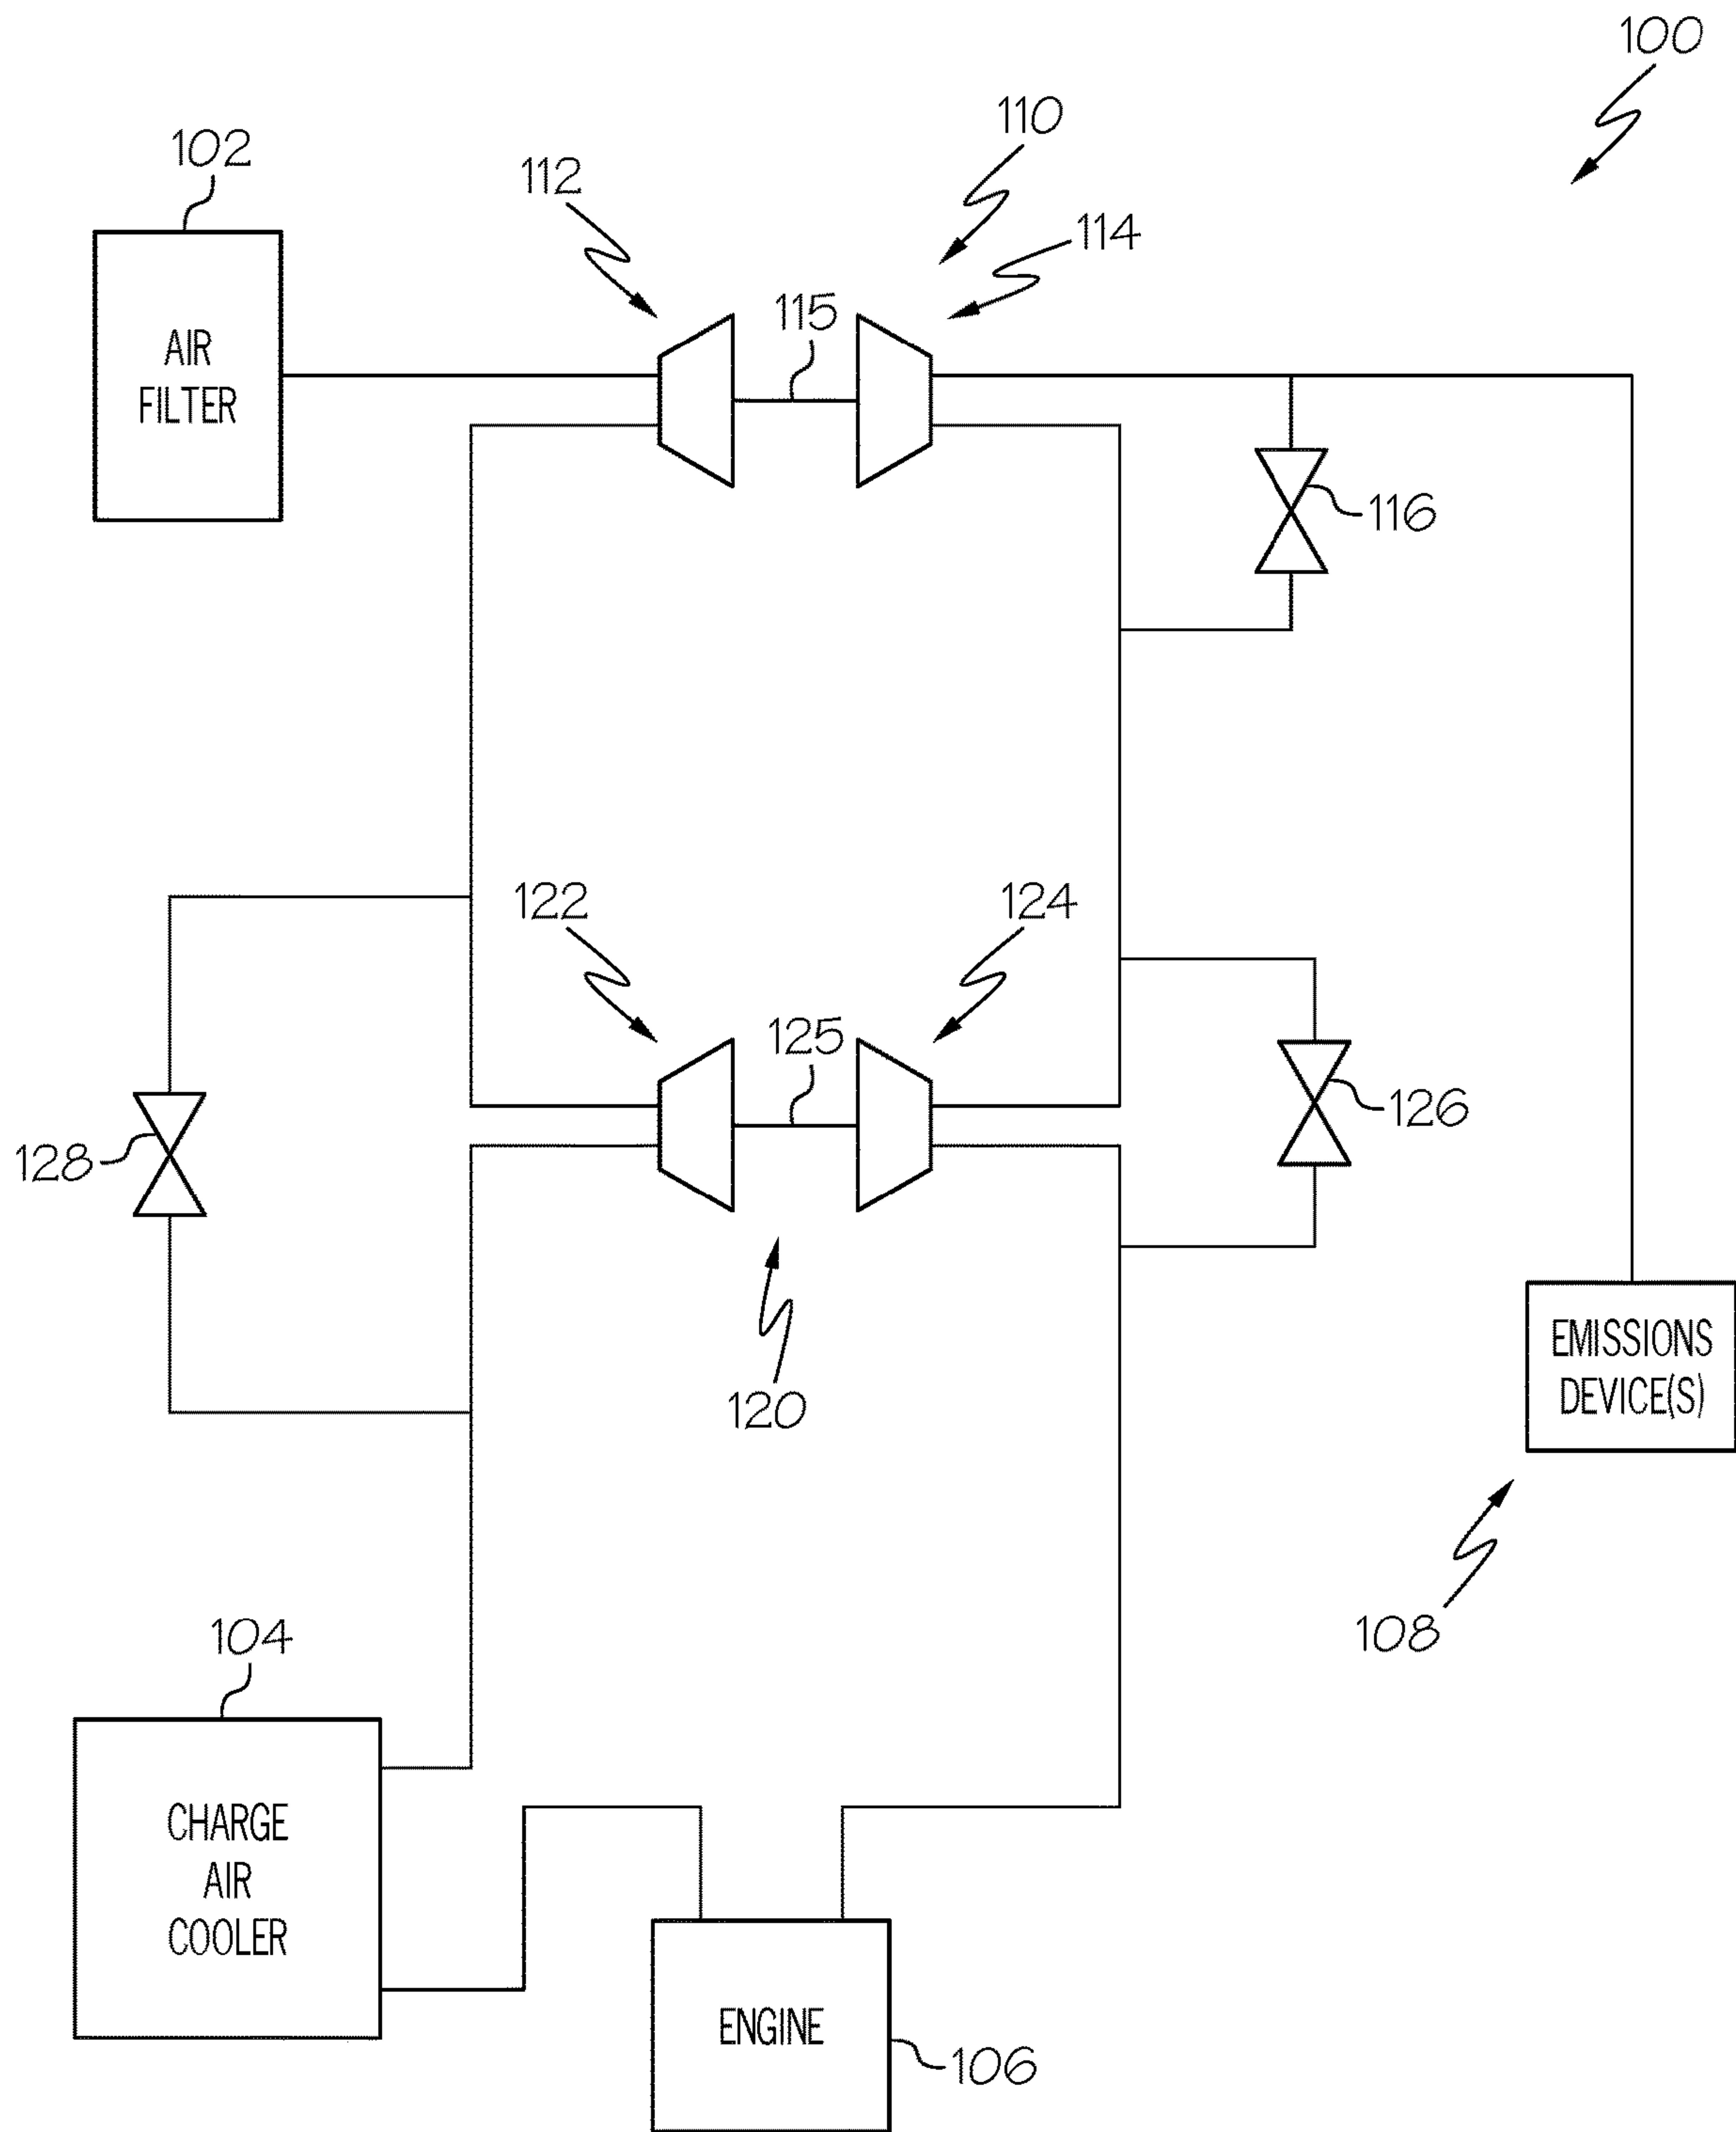 100
102
110
112
114
115
AIR
FILTER
116
122
124
125
126
128
EMISSIONS
DEVICE(S)
120
108
104
CHARGE
AIR
COOLER
ENGINE
106